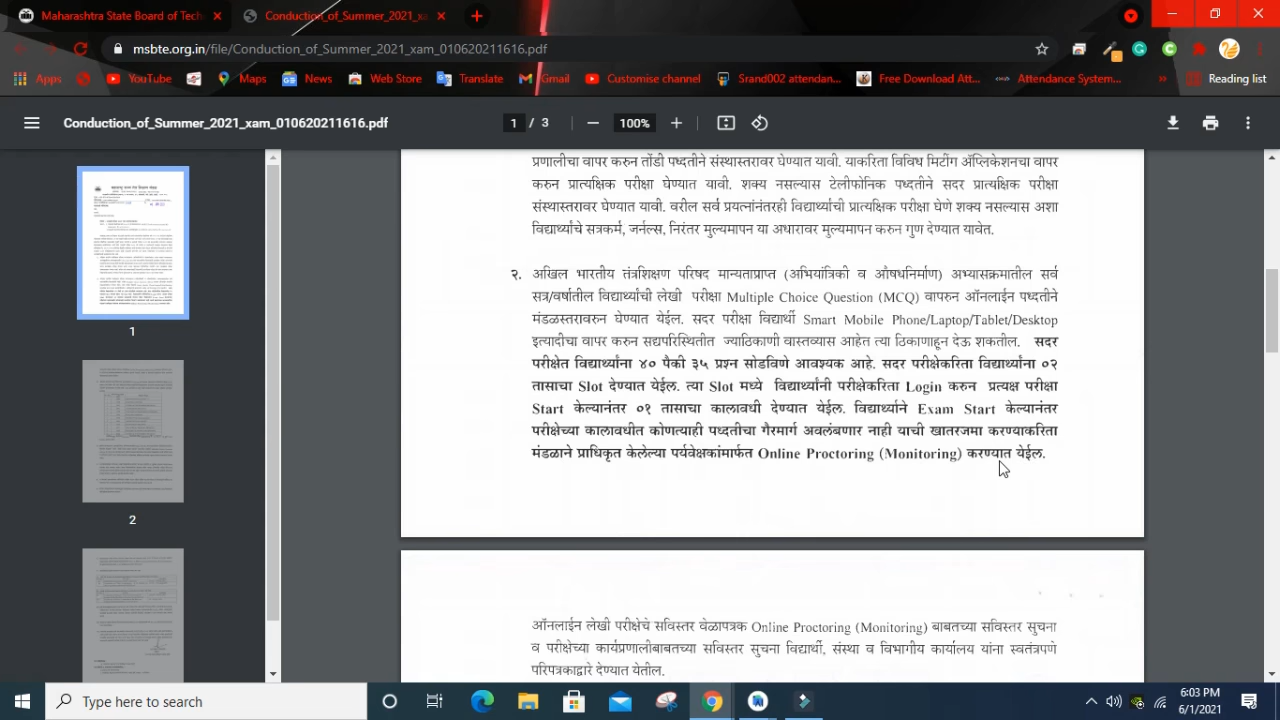 Maharashtra State Board of Tech
Conduction_of_Summer_2021_xa
msbte.org.in/file/Conduction_of_Summer_2021_xam_010620211616.pdf
Apps YouTube Maps News Web Store Translate Gmail Customise channel Srand002 attendan... Free Download Att... Attendance System... » Reading list
Conduction_of_Summer_2021_xam_010620211616.pdf 1 / 3 100%
प्रणालीचा वापर करुन तोंडी पध्दतीने संस्थास्तरावर घेण्यात यावी. याकरिता विविध मिटींग ॲप्लिकेशनचा वापर
प्रात्यक्षिक परीक्षा घेण्यात यावी. शक्य नसल्यास पध्दतीने सदर प्रात्यक्षिक परीक्षा
संस्थास्तरावर घेण्यात यावी. वरील सर्व प्रयत्नांनतरही विद्यार्थ्यांची प्रात्यक्षिक परीक्षा घेणे शक्य नसल्यास अशा
जर्नल्स, निरंतर मुल्यमापन या करुन गुण देण्यात यावेत.
२. अखिल भारतीय तंत्रशिक्षण परिषद मान्यताप्राप्त (अभियांत्रिकी व औषधनिर्माण) अभ्यासक्रमातील सर्व
सत्र/वर्षातील विद्यार्थ्यांची लेखी परीक्षा Multiple Choice Question (MCQ) वापरुन ऑनलाईन पध्दतीने
मंडळस्तरावरुन घेण्यात येईल. सदर परीक्षा विद्यार्थी Smart Mobile Phone/Laptop/Tablet/Desktop
इत्यादीचा वापर करुन सद्यपरिस्थितीत ज्याठिकाणी वास्तव्यास आहेत त्या ठिकाणाहून देऊ शकतील. सदर
परीक्षेत विद्यार्थ्यांना ४० पैकी ३५ प्रश्न सोडविणे आवश्यक आहे. सदर परीक्षेकरिता विद्यार्थ्यांना ०२
तासाचा Slot देण्यात येईल. त्या Slot मध्ये विद्यार्थ्यांनी परीक्षेकरिता Login करुन प्रत्यक्ष परीक्षा
Start केल्यानंतर ०१ तासाचा कालावधी देण्यात येईल. विद्यार्थ्याने Exam Start केल्यानंतर
परीक्षेच्या कालावधीत कोणत्याही पध्दतीचा गैरमार्ग अवलंबणार नाही याची खातरजमा करण्याकरिता
मंडळाने प्राधिकृत केलेल्या पर्यवेक्षकांमार्फत Online Proctoring (Monitoring) करण्यात येईल.
ऑनलाईन लेखी परीक्षेचे सविस्तर वेळापत्रक Online Proctoring (Monitoring) बाबतच्या सविस्तर सुचना
व परीक्षेच्या कार्यप्रणालीबाबतच्या सविस्तर सुचना विद्यार्थी, संस्था व विभागीय कार्यालय यांना स्वतंत्रपणे
परिपत्रकाद्वारे देण्यात येतील.
1
2
Type here to search
6:03 PM
6/1/2021